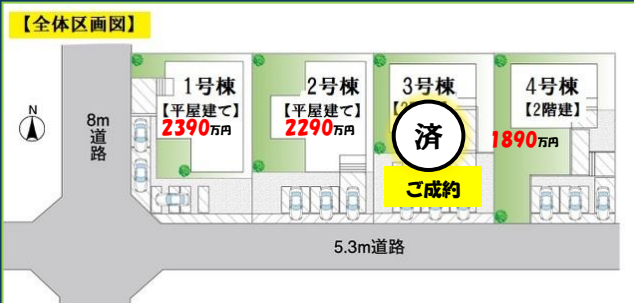 【全体区画図】
N
8m
道路
1号棟
【平屋建て】
2390万円
2号棟
【平屋建て】
2290万円
3号棟
済
ご成約
4号棟
【2階建】
1890万円
5.3m道路